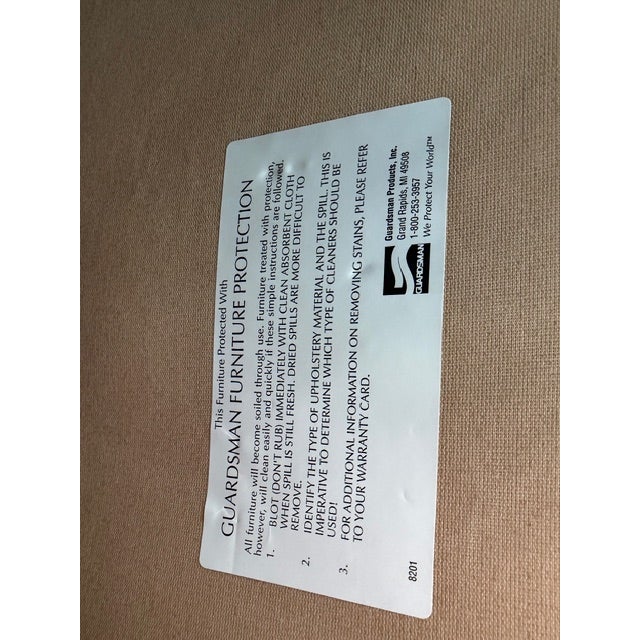 This Furniture Protected With
GUARDSMAN FURNITURE PROTECTION
All furniture will become soiled through use. Furniture treated with protection,
however, will clean easily and quickly if these simple instructions are followed.
1. BLOT (DON'T RUB) IMMEDIATELY WITH CLEAN ABSORBENT CLOTH
WHEN SPILL IS STILL FRESH. DRIED SPILLS ARE MORE DIFFICULT TO
REMOVE.
2. IDENTIFY THE TYPE OF UPHOLSTERY MATERIAL AND THE SPILL. THIS IS
IMPERATIVE TO DETERMINE WHICH TYPE OF CLEANERS SHOULD BE
USED!
3. FOR ADDITIONAL INFORMATION ON REMOVING STAINS, PLEASE REFER
TO YOUR WARRANTY CARD.
GUARDSMAN
Guardsman Products, Inc.
Grand Rapids, MI 49508
1-800-253-3957
We Protect Your World™
8201